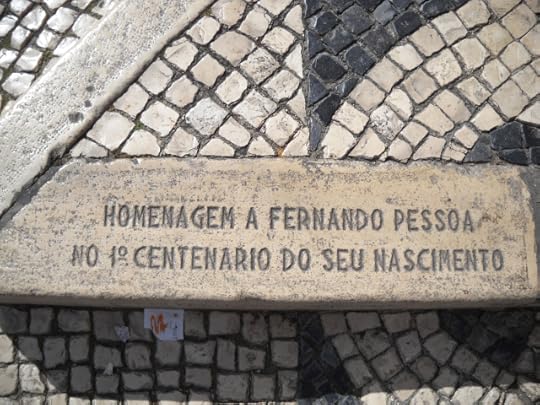 HOMENAGEM A FERNANDO PESSOA
NO 1º CENTENARIO DO SEU NASCIMENTO